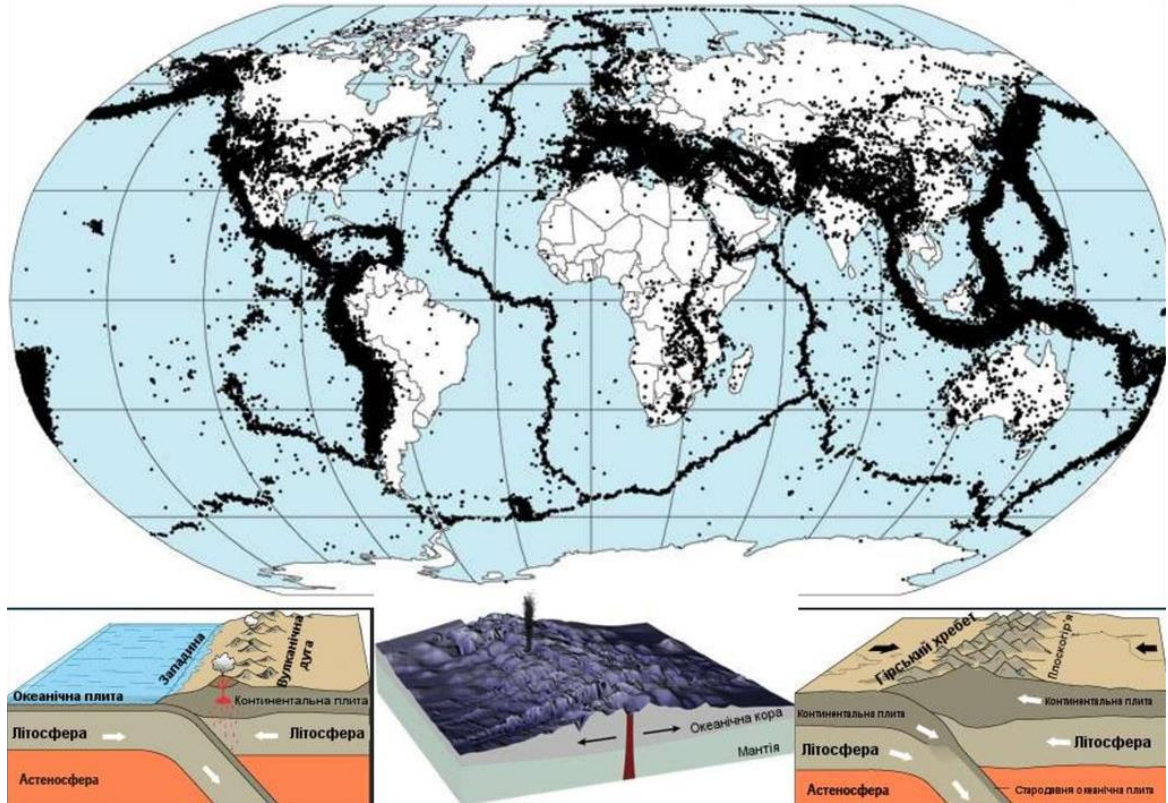 Западина
Вулканічна
дуга
Океанічна плита
Континентальна плита
Літосфера
Літосфера
Астеносфера
Океанічна кора
Мантія
Гірський хребет
Плоскогір'я
Континентальна плита
Континентальна плита
Літосфера
Літосфера
Астеносфера
Стародавня океанічна плита